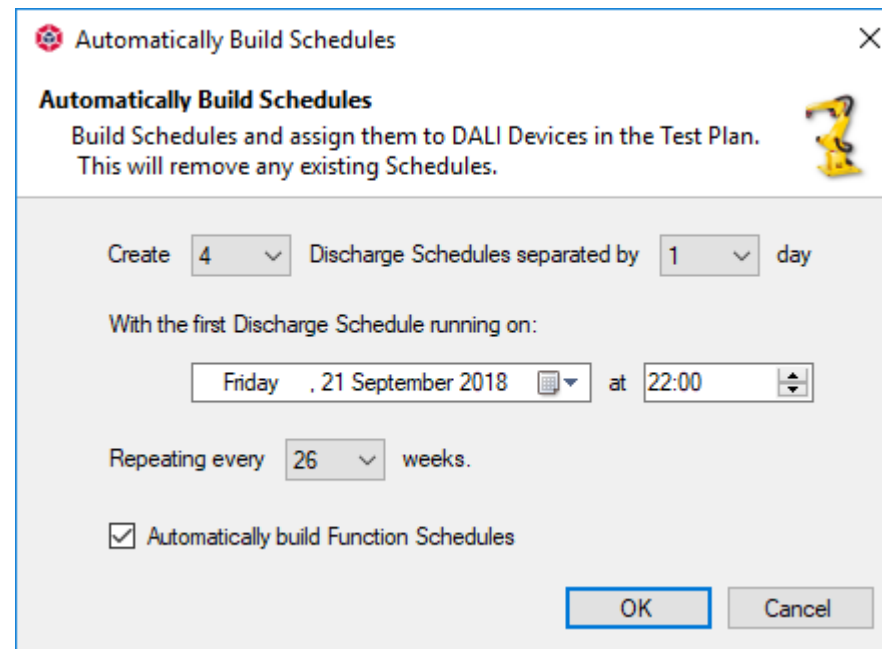 Automatically Build Schedules
Automatically Build Schedules
Build Schedules and assign them to DALI Devices in the Test Plan.
This will remove any existing Schedules.
Create 4 Discharge Schedules separated by 1 day
With the first Discharge Schedule running on:
Friday , 21 September 2018 at 22:00
Repeating every 26 weeks.
Automatically build Function Schedules
OK Cancel